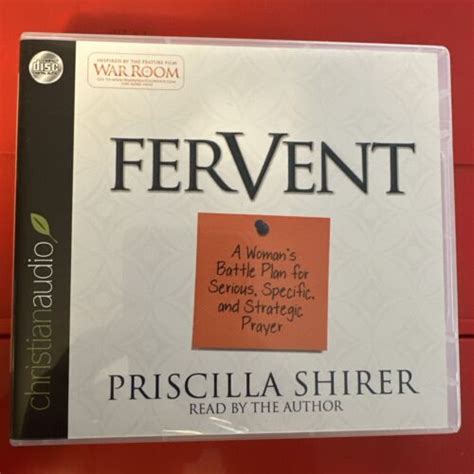 INSPIRED BY THE FEATURE FILM
WAR ROOM
FERVENT
A Woman's
Battle Plan for
Serious, Specific,
and Strategic
Prayer
christianaudio
PRISCILLA SHIRER
READ BY THE AUTHOR